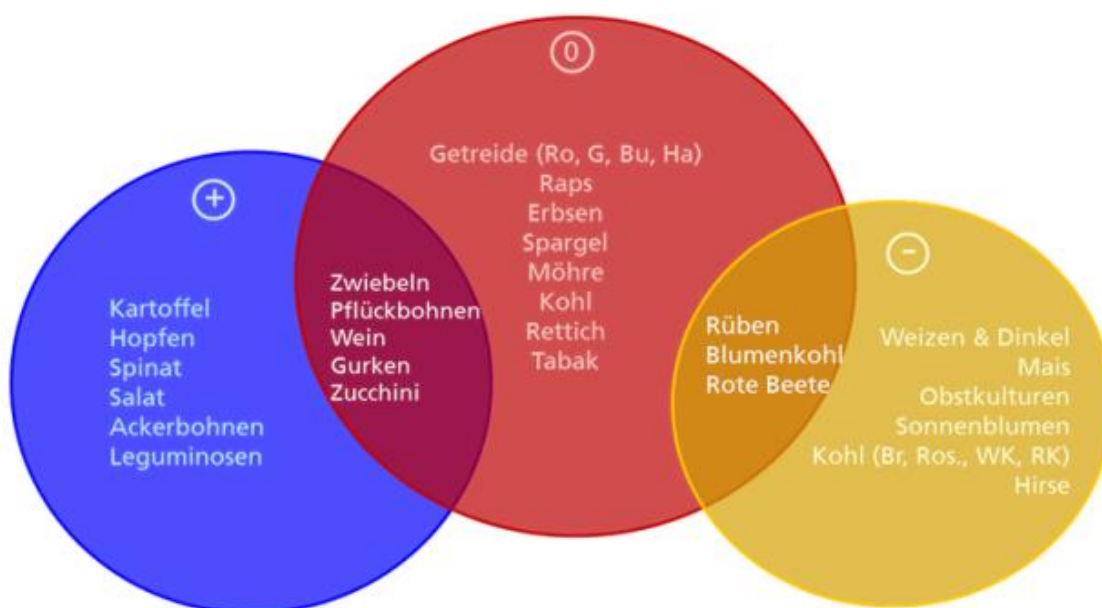 0
Getreide (Ro, G, Bu, Ha)
Raps
Erbsen
Spargel
Möhre
Kohl
Rettich
Tabak
+
Kartoffel
Hopfen
Spinat
Salat
Ackerbohnen
Leguminosen
Zwiebeln
Pflückbohnen
Wein
Gurken
Zucchini
Rüben
Blumenkohl
Rote Beete
-
Weizen & Dinkel
Mais
Obstkulturen
Sonnenblumen
Kohl (Br, Ros., WK, RK)
Hirse